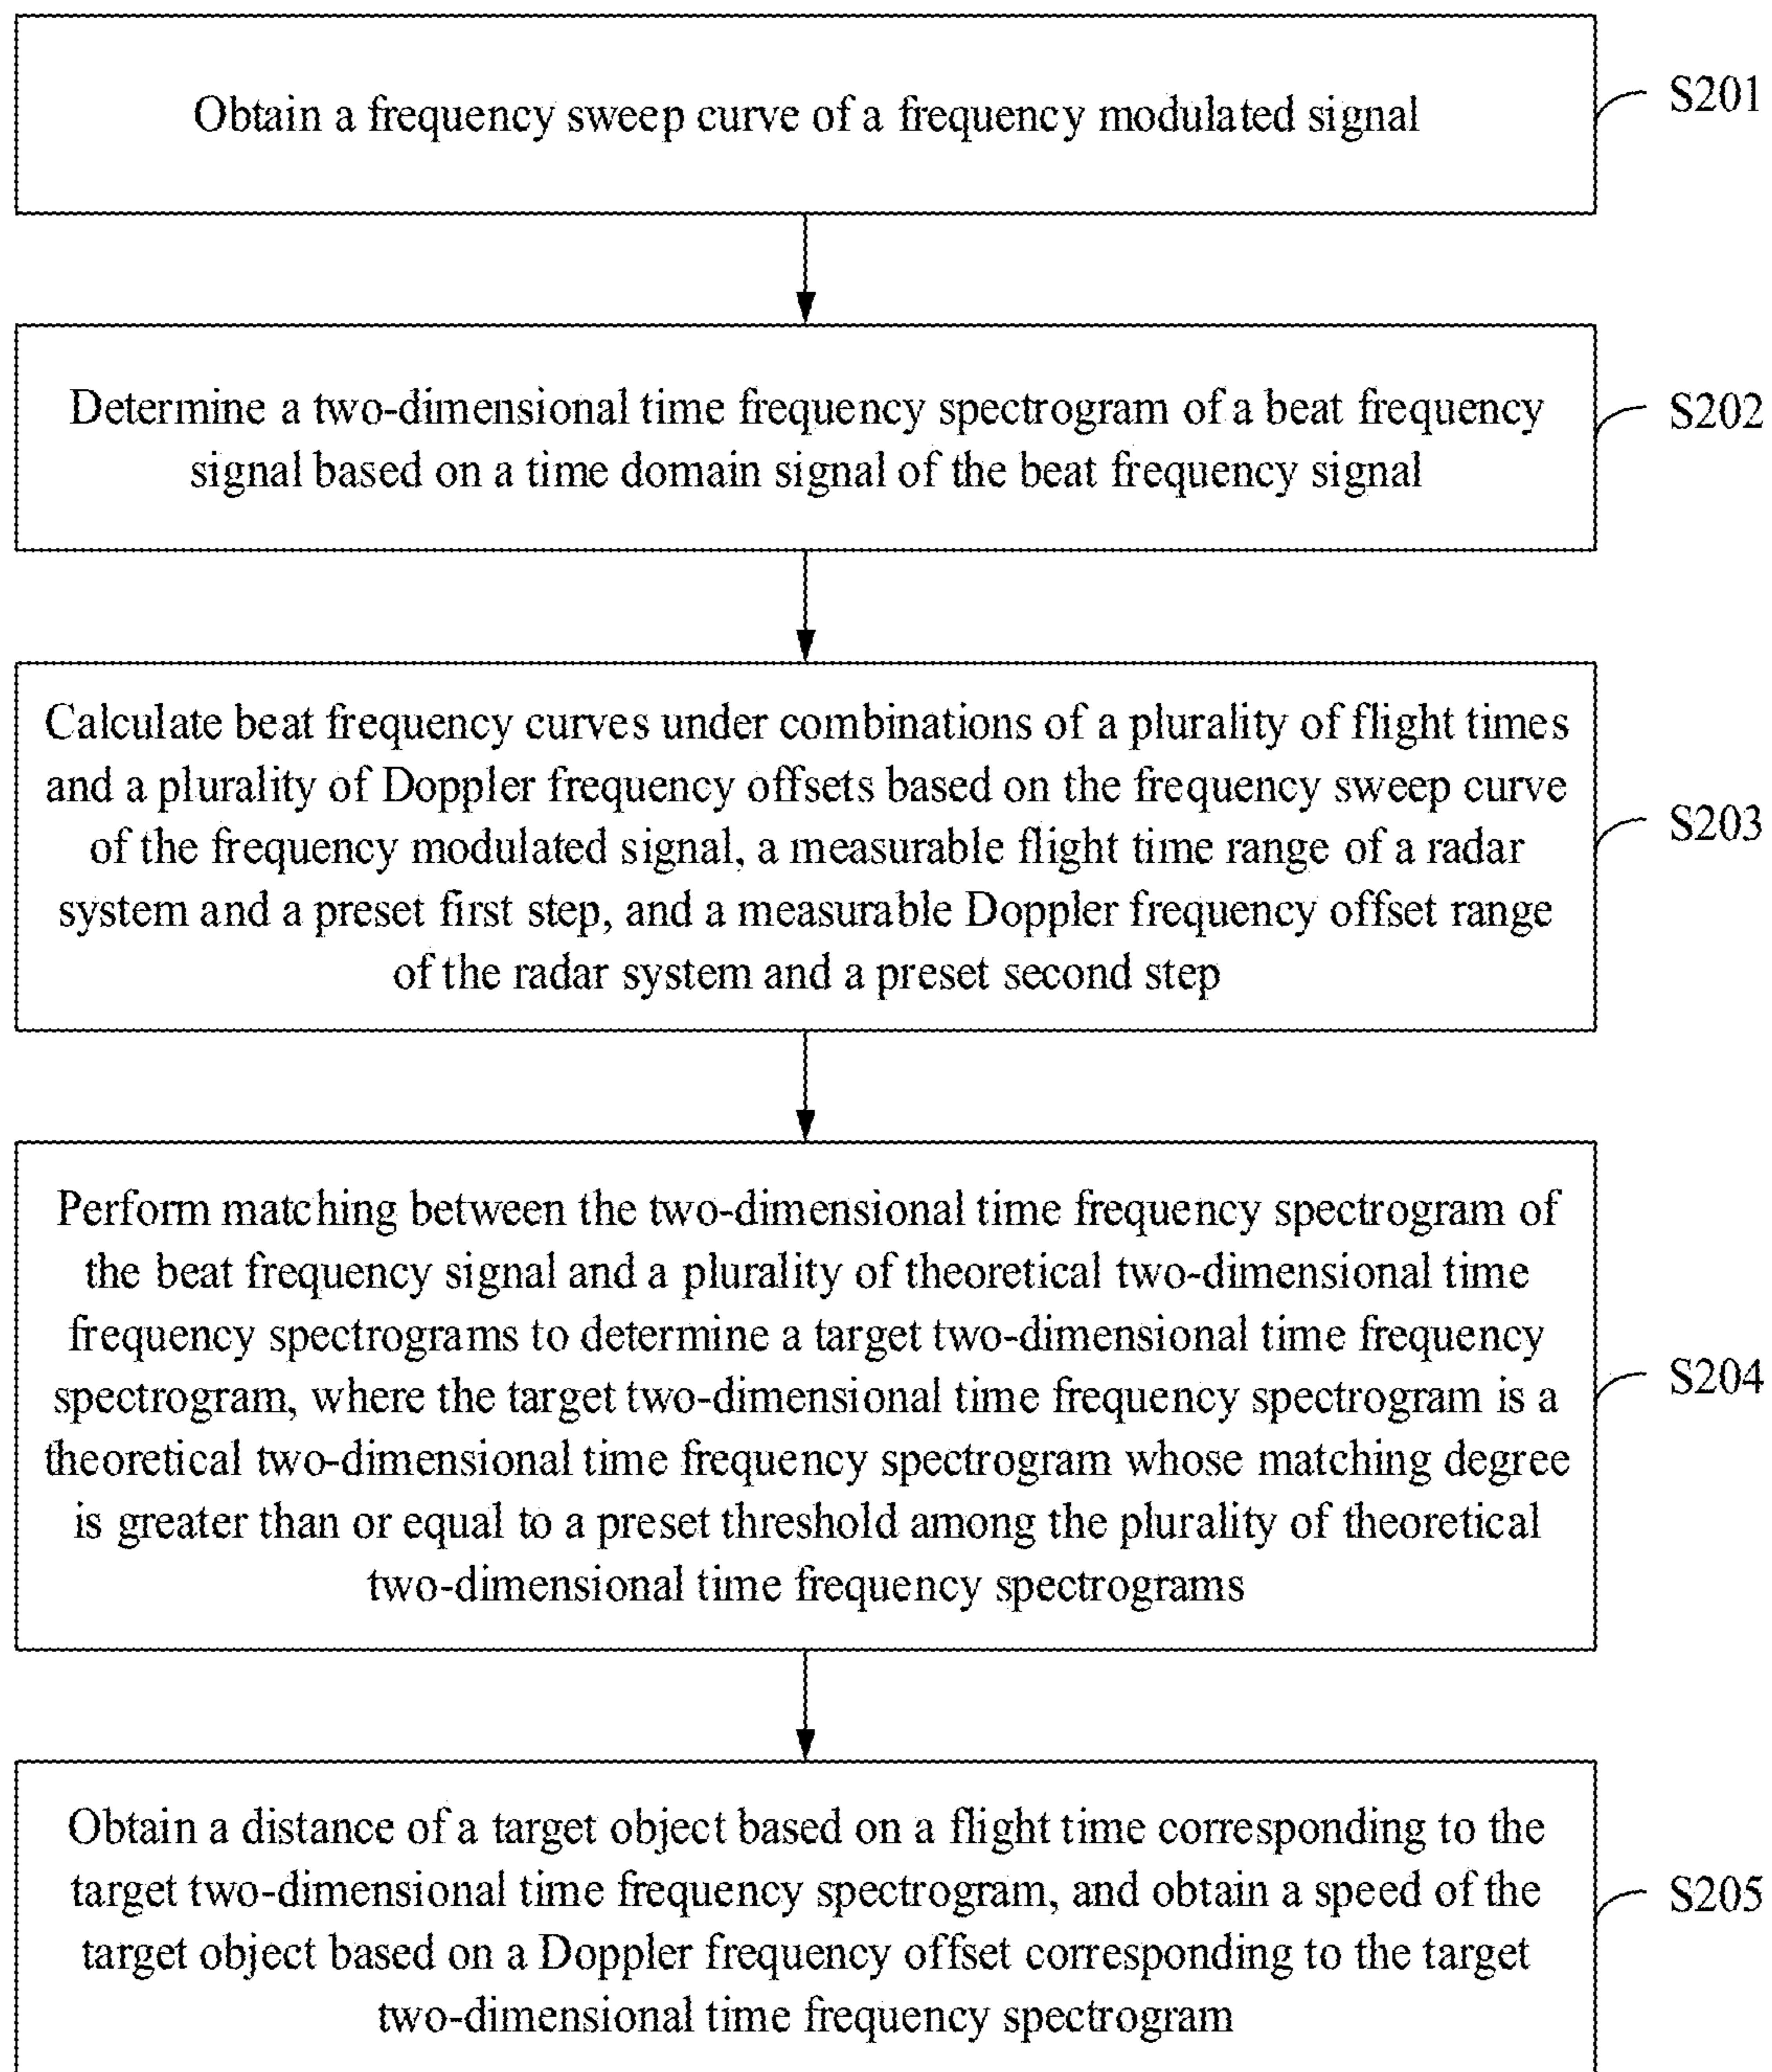 Obtain a frequency sweep curve of a frequency modulated signal
S201
Determine a two-dimensional time frequency spectrogram of a beat frequency
signal based on a time domain signal of the beat frequency signal
S202
Calculate beat frequency curves under combinations of a plurality of flight times
and a plurality of Doppler frequency offsets based on the frequency sweep curve
of the frequency modulated signal, a measurable flight time range of a radar
system and a preset first step, and a measurable Doppler frequency offset range
of the radar system and a preset second step
S203
Perform matching between the two-dimensional time frequency spectrogram of
the beat frequency signal and a plurality of theoretical two-dimensional time
frequency spectrograms to determine a target two-dimensional time frequency
spectrogram, where the target two-dimensional time frequency spectrogram is a
theoretical two-dimensional time frequency spectrogram whose matching degree
is greater than or equal to a preset threshold among the plurality of theoretical
two-dimensional time frequency spectrograms
S204
Obtain a distance of a target object based on a flight time corresponding to the
target two-dimensional time frequency spectrogram, and obtain a speed of the
target object based on a Doppler frequency offset corresponding to the target
two-dimensional time frequency spectrogram
S205